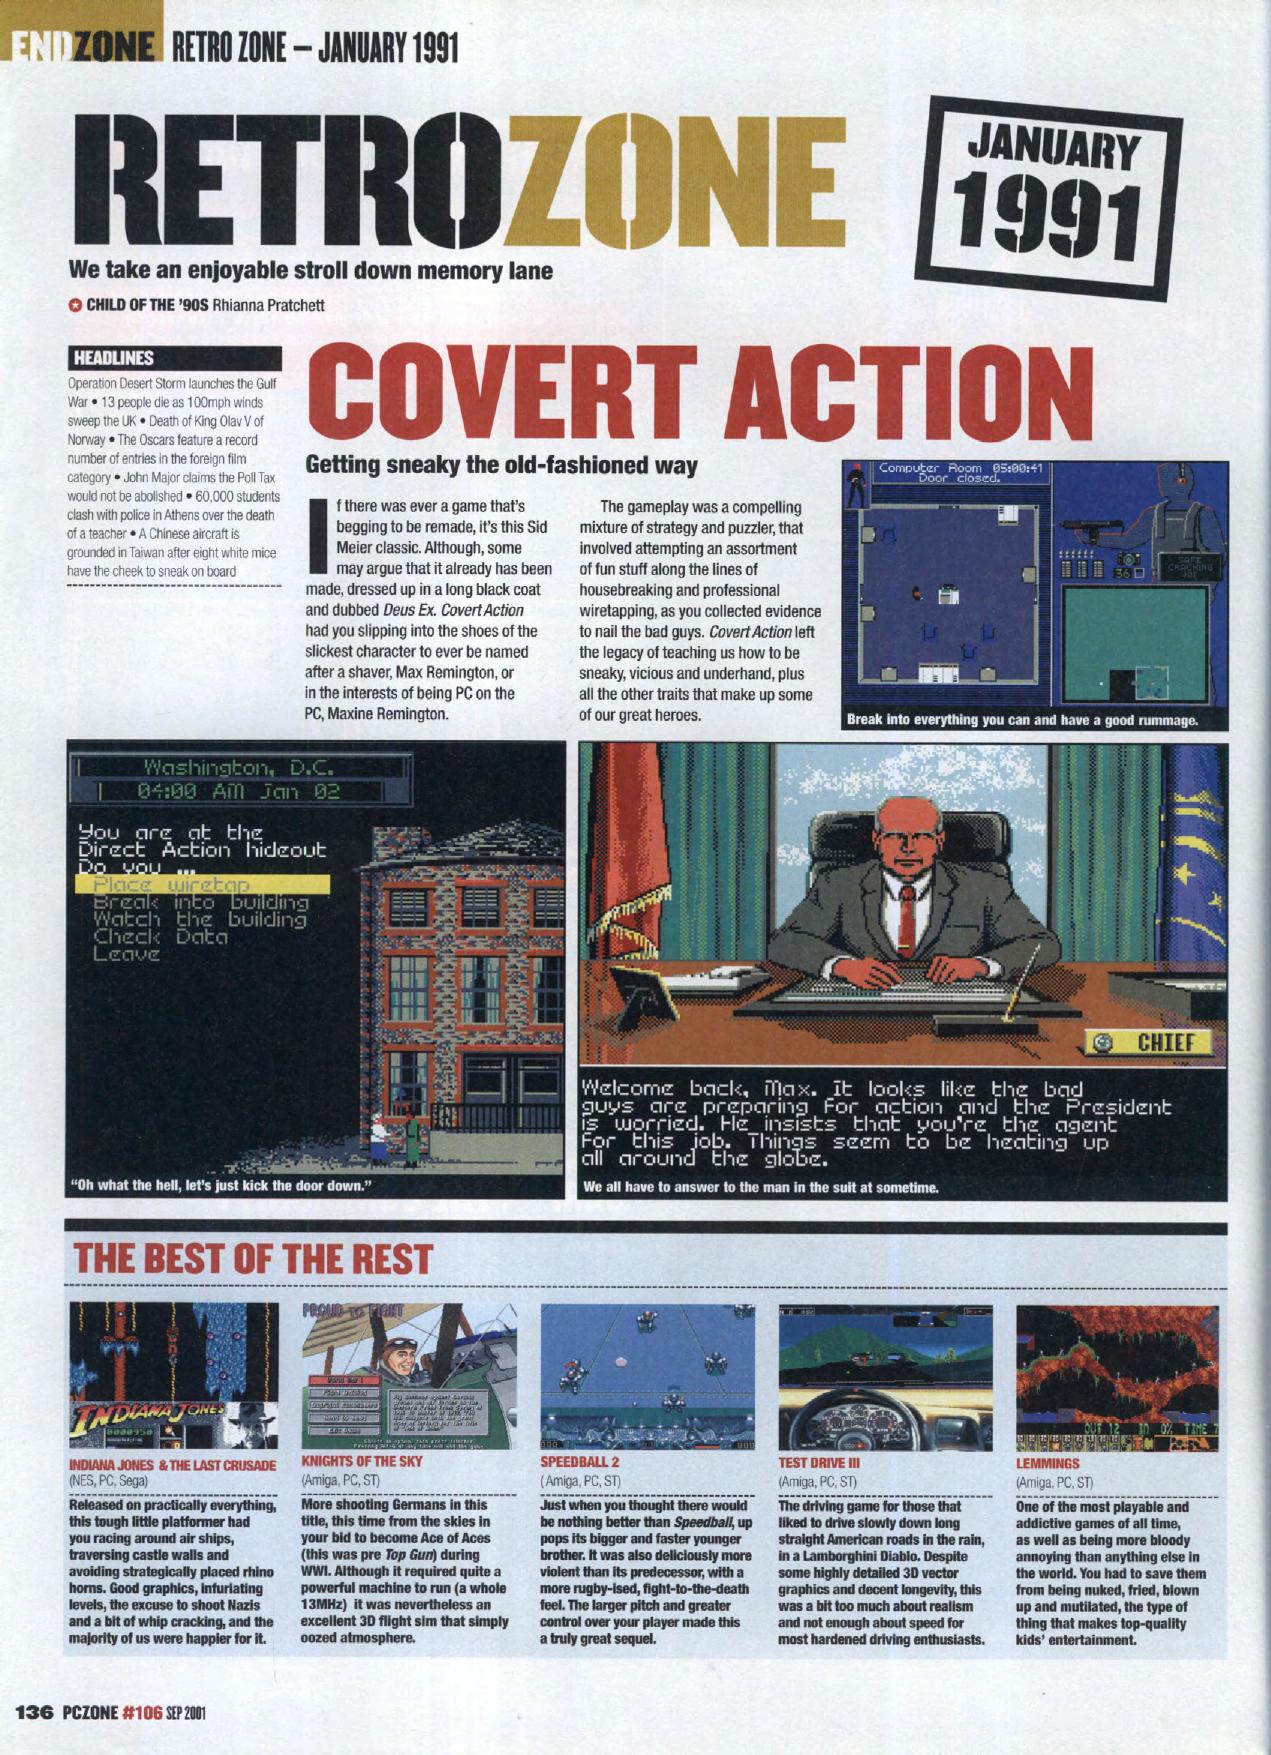 ENDZONE RETRO ZONE – JANUARY 1991
RETROZONE
JANUARY
1991
We take an enjoyable stroll down memory lane
CHILD OF THE '90S Rhianna Pratchett
HEADLINES
Operation Desert Storm launches the Gulf
War • 13 people die as 100mph winds
sweep the UK • Death of King Olav V of
Norway • The Oscars feature a record
number of entries in the foreign film
category • John Major claims the Poll Tax
would not be abolished • 60,000 students
clash with police in Athens over the death
of a teacher • A Chinese aircraft is
grounded in Taiwan after eight white mice
have the cheek to sneak on board
COVERT ACTION
Getting sneaky the old-fashioned way
If there was ever a game that's
begging to be remade, it's this Sid
Meier classic. Although, some
may argue that it already has been
made, dressed up in a long black coat
and dubbed Deus Ex. Covert Action
had you slipping into the shoes of the
slickest character to ever be named
after a shaver, Max Remington, or
in the interests of being PC on the
PC, Maxine Remington.
The gameplay was a compelling
mixture of strategy and puzzler, that
involved attempting an assortment
of fun stuff along the lines of
housebreaking and professional
wiretapping, as you collected evidence
to nail the bad guys. Covert Action left
the legacy of teaching us how to be
sneaky, vicious and underhand, plus
all the other traits that make up some
of our great heroes.
Computer Room 05:00:41
Door closed.
36
SAFE
CRACKING
KIT
Break into everything you can and have a good rummage.
Washington, D.C.
04:00 AM Jan 02
You are at the
Direct Action hideout
Do you ...
Place wiretap
Break into building
Watch the building
Check Data
Leave
"Oh what the hell, let's just kick the door down."
CHIEF
Welcome back, Max. It looks like the bad
guys are preparing for action and the President
is worried. He insists that you're the agent
for this job. Things seem to be heating up
all around the globe.
We all have to answer to the man in the suit at sometime.
THE BEST OF THE REST
INDIANA JONES
0000950
INDIANA JONES & THE LAST CRUSADE
(NES, PC, Sega)
Released on practically everything,
this tough little platformer had
you racing around air ships,
traversing castle walls and
avoiding strategically placed rhino
horns. Good graphics, infuriating
levels, the excuse to shoot Nazis
and a bit of whip cracking, and the
majority of us were happier for it.
PROUD TO FIGHT
KNIGHTS OF THE SKY
(Amiga, PC, ST)
More shooting Germans in this
title, this time from the skies in
your bid to become Ace of Aces
(this was pre Top Gun) during
WWI. Although it required quite a
powerful machine to run (a whole
13MHz) it was nevertheless an
excellent 3D flight sim that simply
oozed atmosphere.
SPEEDBALL 2
(Amiga, PC, ST)
Just when you thought there would
be nothing better than Speedball, up
pops its bigger and faster younger
brother. It was also deliciously more
violent than its predecessor, with a
more rugby-ised, fight-to-the-death
feel. The larger pitch and greater
control over your player made this
a truly great sequel.
TEST DRIVE III
(Amiga, PC, ST)
The driving game for those that
liked to drive slowly down long
straight American roads in the rain,
in a Lamborghini Diablo. Despite
some highly detailed 3D vector
graphics and decent longevity, this
was a bit too much about realism
and not enough about speed for
most hardened driving enthusiasts.
OUT 12 IN 0% TIME 7
LEMMINGS
(Amiga, PC, ST)
One of the most playable and
addictive games of all time,
as well as being more bloody
annoying than anything else in
the world. You had to save them
from being nuked, fried, blown
up and mutilated, the type of
thing that makes top-quality
kids' entertainment.
136 PCZONE #106 SEP 2001